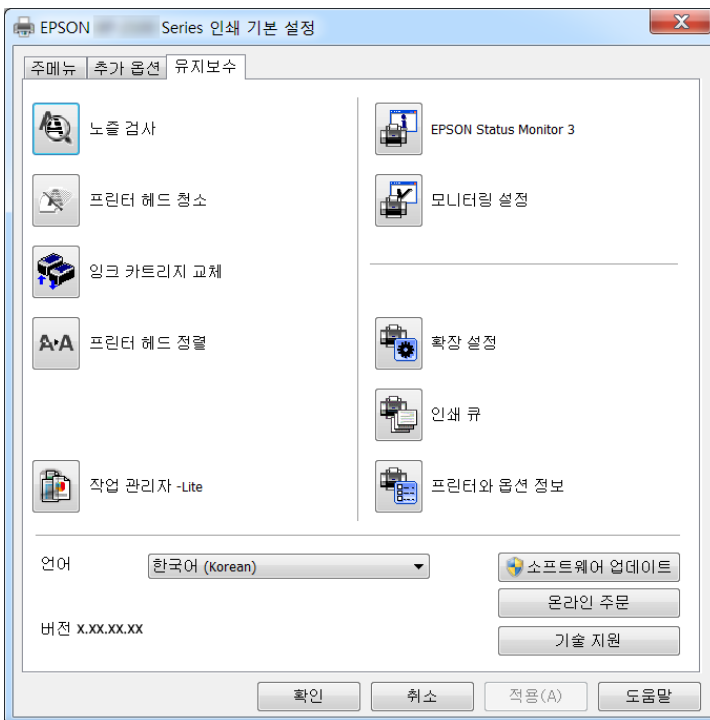 EPSON Series 인쇄 기본 설정
주메뉴
추가 옵션
유지보수
노즐 검사
프린터 헤드 청소
잉크 카트리지 교체
프린터 헤드 정렬
작업 관리자 -Lite
EPSON Status Monitor 3
모니터링 설정
확장 설정
인쇄 큐
프린터와 옵션 정보
언어
한국어 (Korean)
버전 x.xx.xx.xx
소프트웨어 업데이트
온라인 주문
기술 지원
확인
취소
적용(A)
도움말